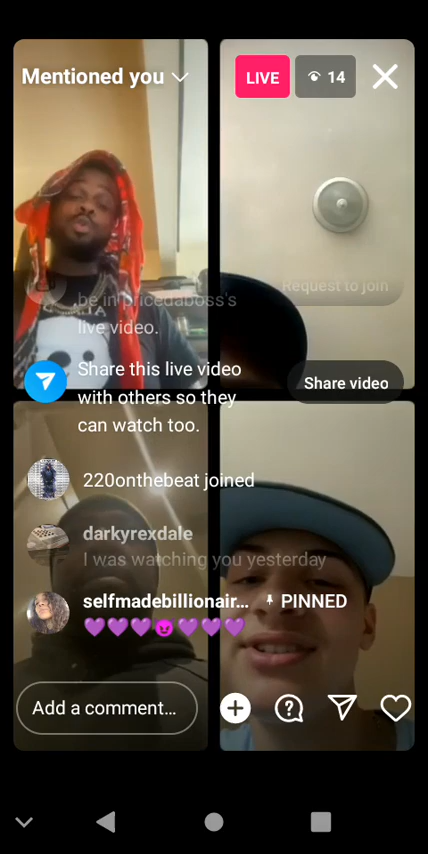 Mentioned you
LIVE
14
Request to join
be in pricedaboss's
live video.
Share this live video
with others so they
can watch too.
Share video
220onthebeat joined
darkyrexdale
I was watching you yesterday
selfmadebillionair... PINNED
💜💜💜😈💜💜💜
Add a comment...